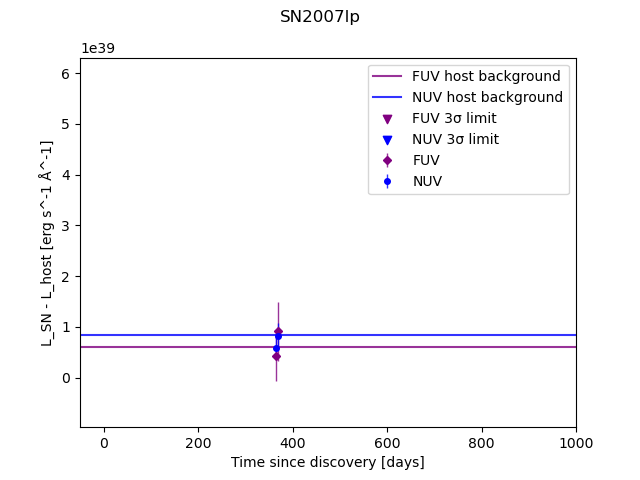 SN2007lp
1e39
6
5
4
3
2
1
0
L_SN - L_host [erg s^-1 Å^-1]
FUV host background
NUV host background
FUV 3σ limit
NUV 3σ limit
FUV
NUV
0 200 400 600 800 1000
Time since discovery [days]